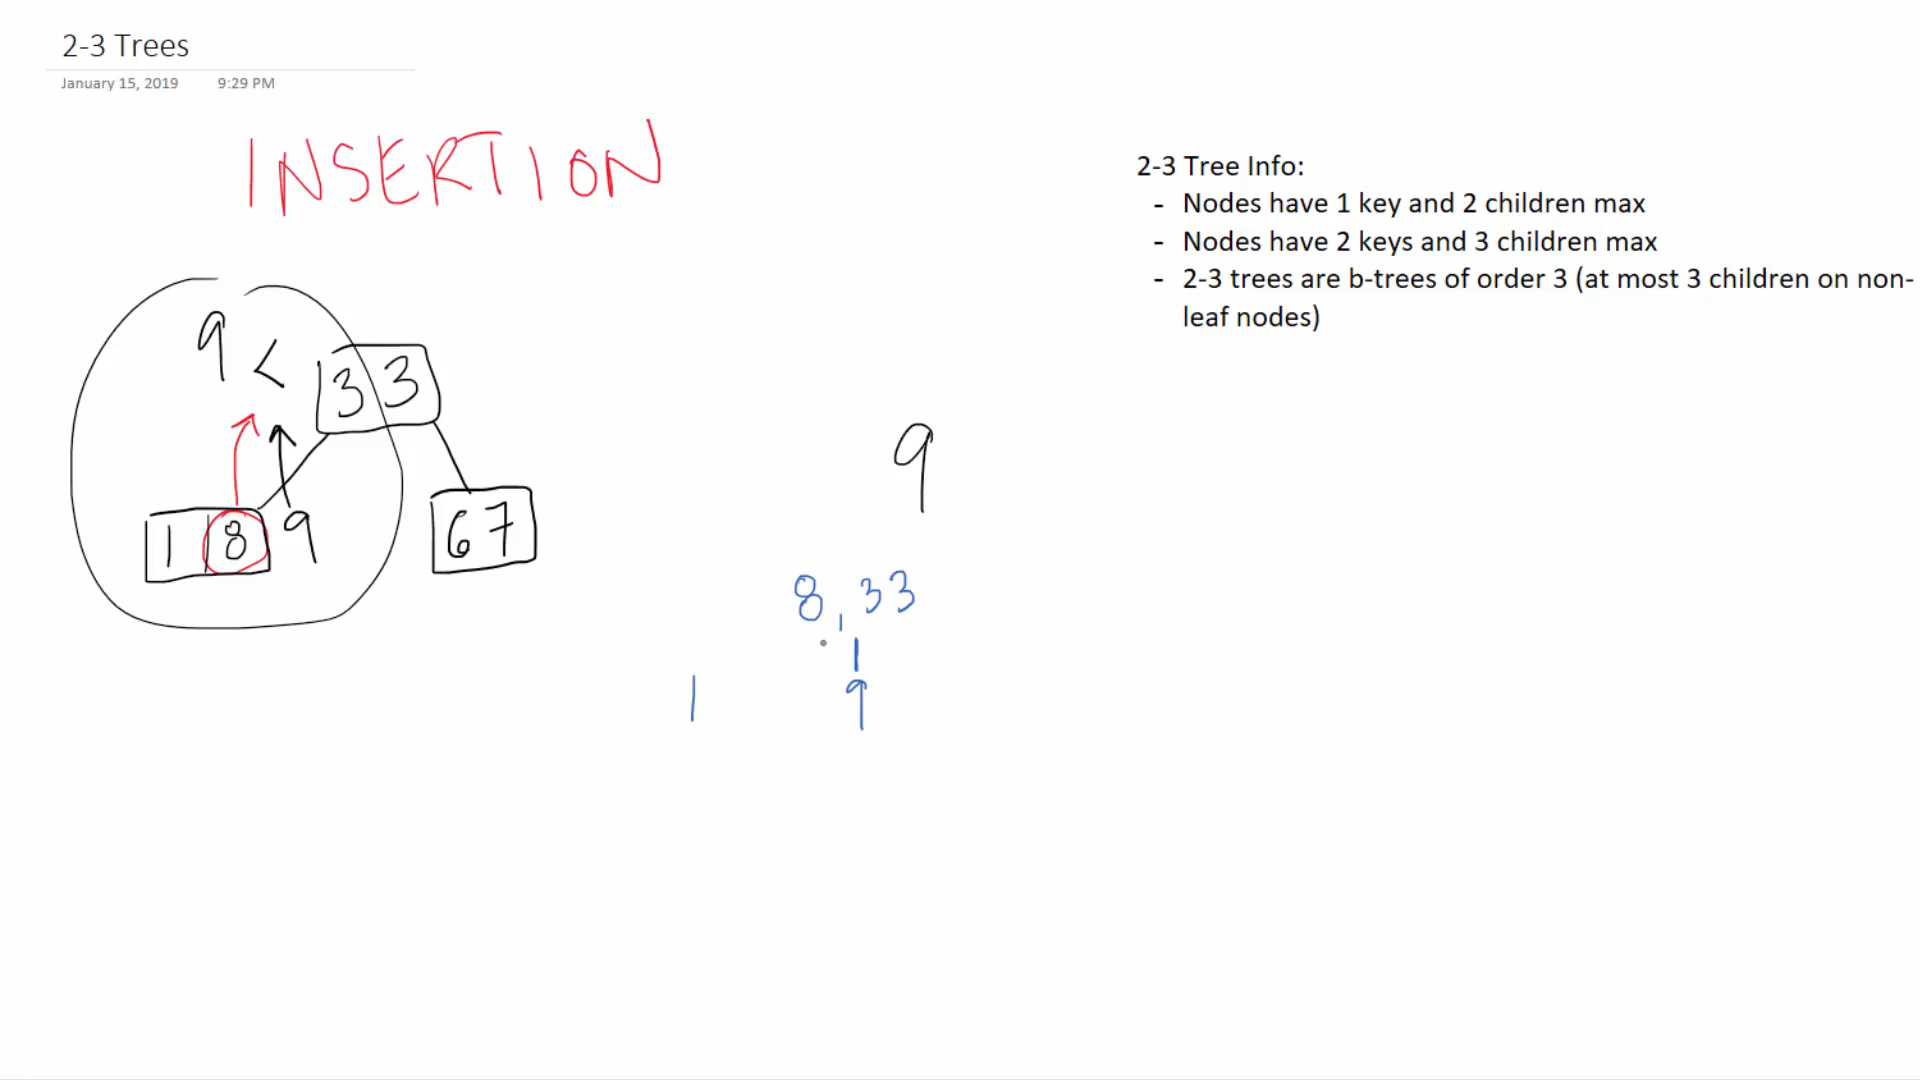 2-3 Trees
January 15, 2019 9:29 PM
INSERTION
2-3 Tree Info:
- Nodes have 1 key and 2 children max
- Nodes have 2 keys and 3 children max
- 2-3 trees are b-trees of order 3 (at most 3 children on non-
leaf nodes)
9 < 33
9
1 8 9 67
8, 33
1 9